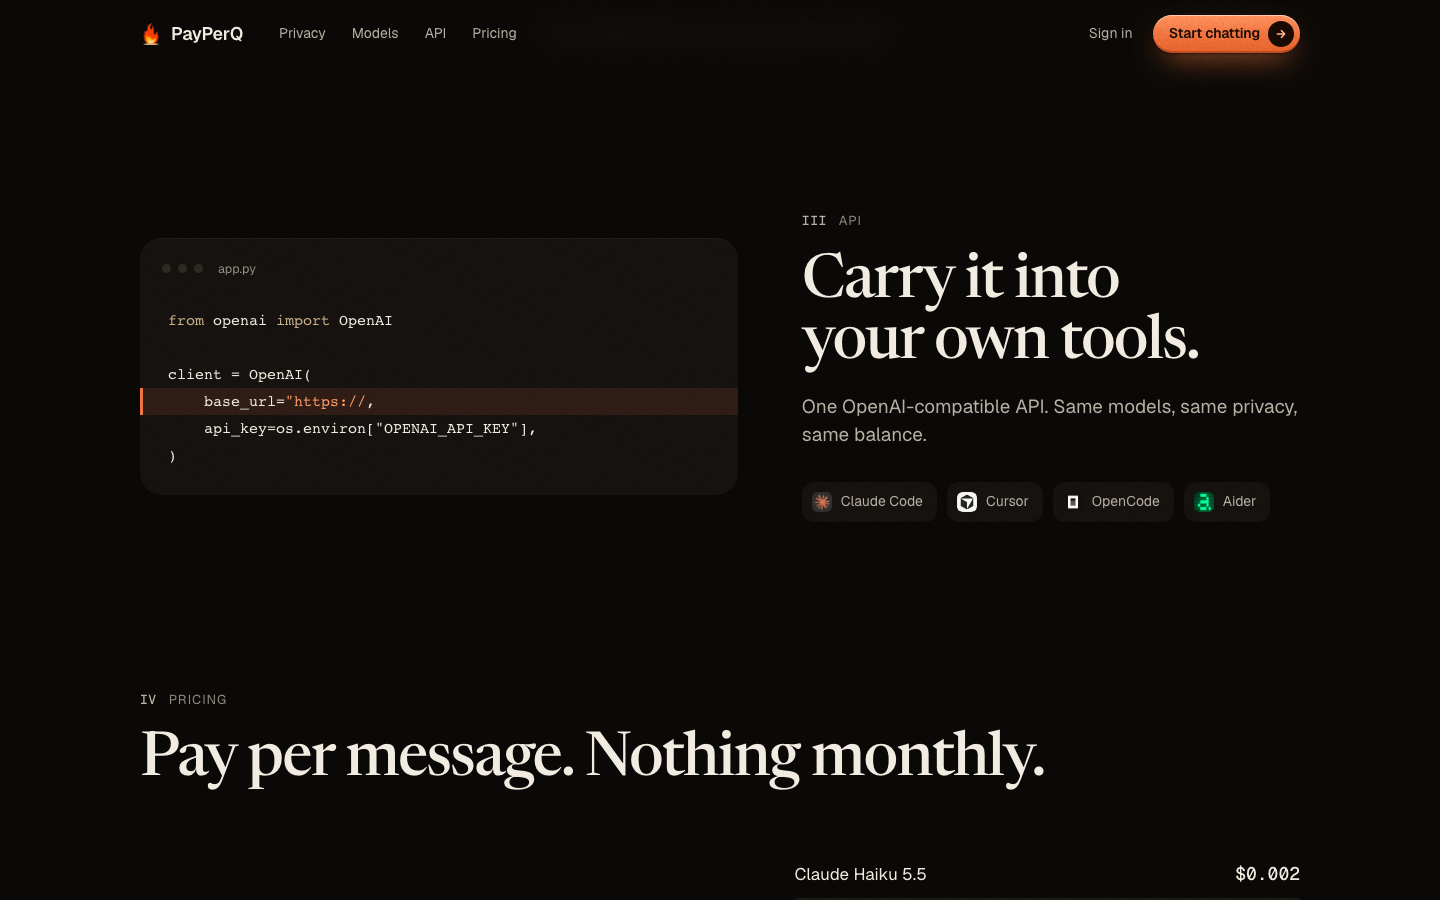 PayPerQ
Privacy
Models
API
Pricing
Sign in
Start chatting
app.py
from openai import OpenAI
client = OpenAI(
base_url="https://,
api_key=os.environ["OPENAI_API_KEY"],
)
III API
Carry it into
your own tools.
One OpenAI-compatible API. Same models, same privacy,
same balance.
Claude Code
Cursor
OpenCode
Aider
IV PRICING
Pay per message. Nothing monthly.
Claude Haiku 5.5
$0.002